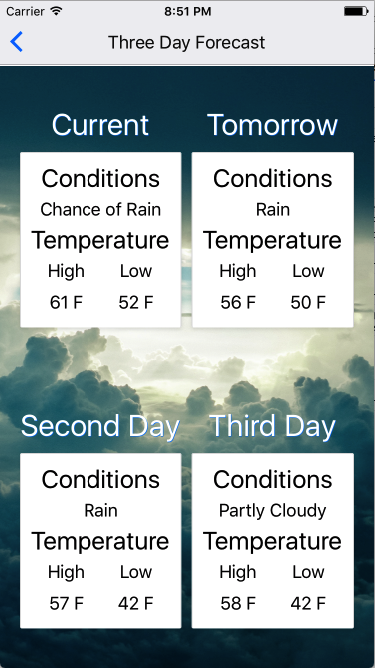 Carrier 8:51 PM
Three Day Forecast
Current
Conditions
Chance of Rain
Temperature
High Low
61 F 52 F
Tomorrow
Conditions
Rain
Temperature
High Low
56 F 50 F
Second Day
Conditions
Rain
Temperature
High Low
57 F 42 F
Third Day
Conditions
Partly Cloudy
Temperature
High Low
58 F 42 F